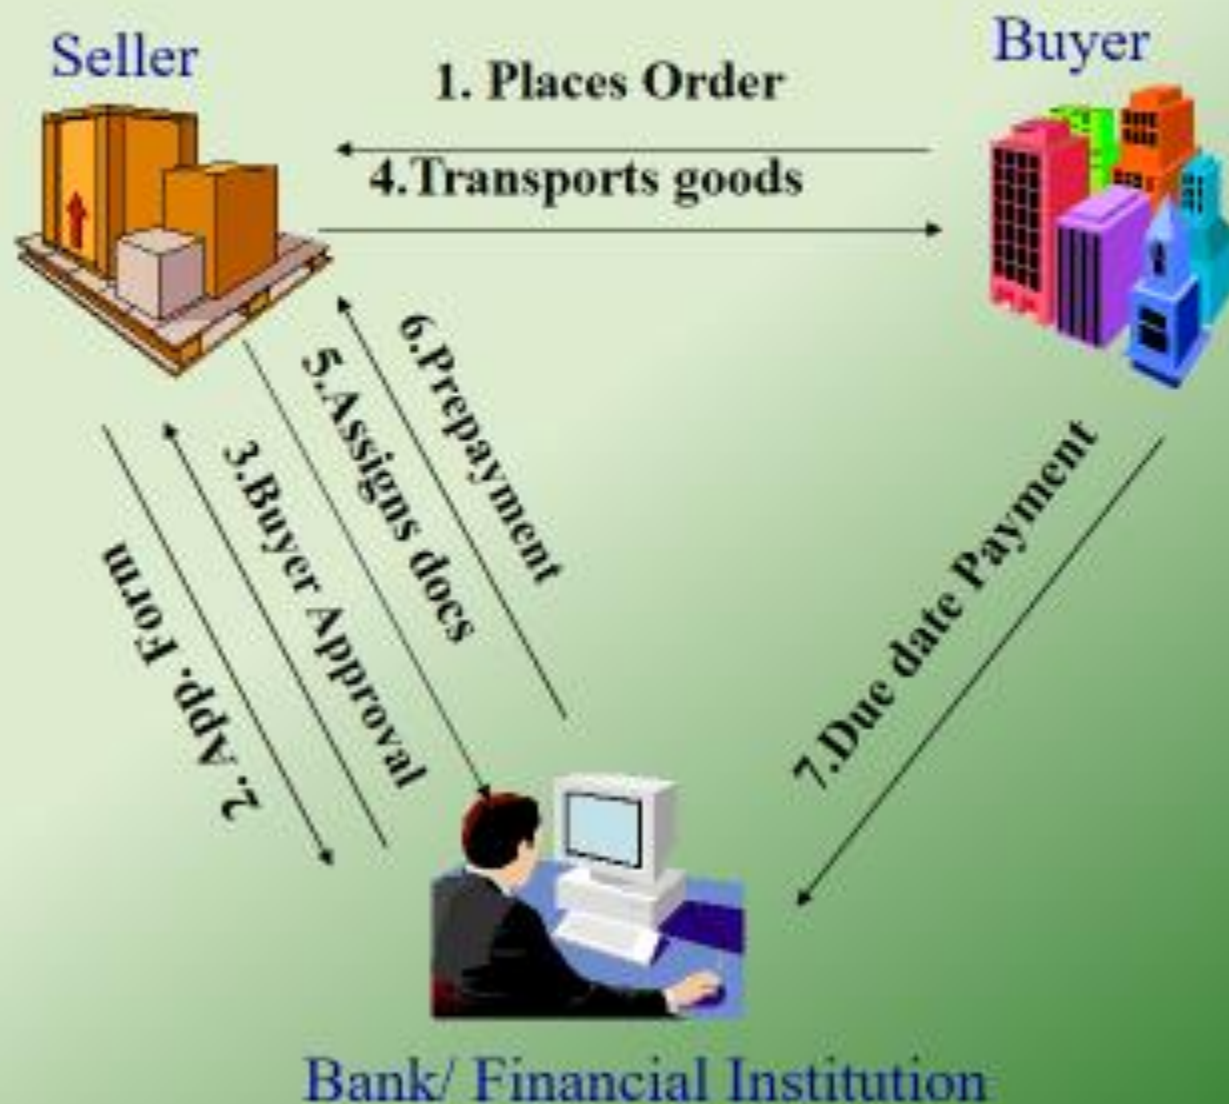 Seller
Buyer
1. Places Order
4.Transports goods
6.Prepayment
5.Assigns docs
3.Buyer Approval
2. App. Form
7.Due date Payment
Bank/ Financial Institution